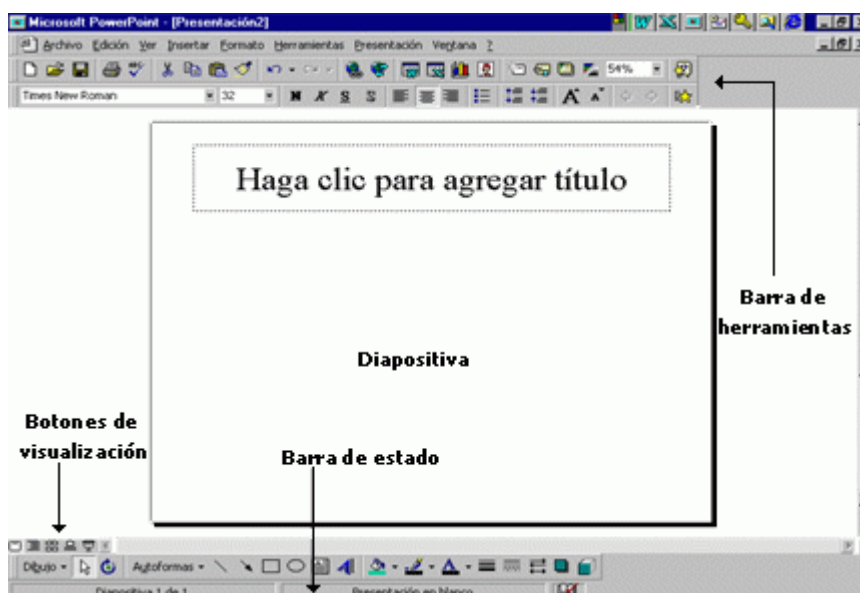 Microsoft PowerPoint - [Presentación2]
Archivo Edición Ver Insertar Formato Herramientas Presentación Ventana ?
54%
Times New Roman 32 N K S S A A
Haga clic para agregar título
Barra de
herramientas
Diapositiva
Botones de
visualización
Barra de estado
Dibujo Autoformas
Diapositiva 1 de 1 Presentación en blanco